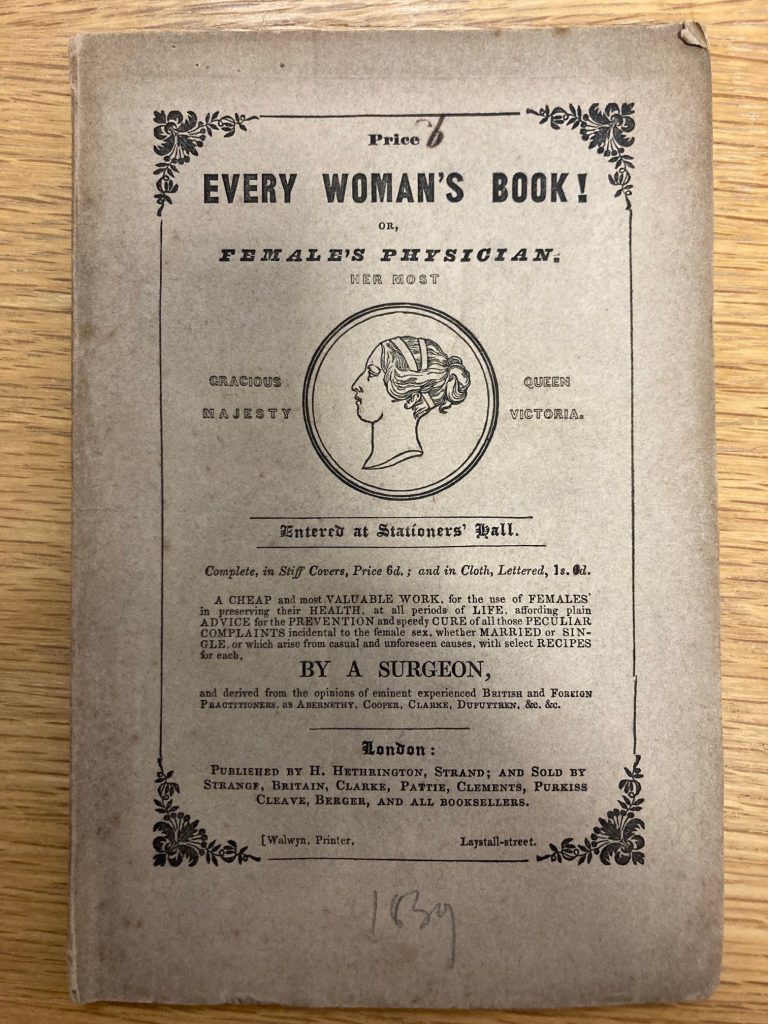 Price 6
EVERY WOMAN'S BOOK!
OR,
FEMALE'S PHYSICIAN.
HER MOST
GRACIOUS QUEEN
MAJESTY VICTORIA.
Entered at Stationers' Hall.
Complete, in Stiff Covers, Price 6d.; and in Cloth, Lettered, 1s. 0d.
A CHEAP and most VALUABLE WORK, for the use of FEMALES'
in preserving their HEALTH, at all periods of LIFE, affording plain
ADVICE for the PREVENTION and speedy CURE of all those PECULIAR
COMPLAINTS incidental to the female sex, whether MARRIED or SIN-
GLE, or which arise from casual and unforeseen causes, with select RECIPES
for each,
BY A SURGEON,
and derived from the opinions of eminent experienced BRITISH and FOREIGN
PRACTITIONERS, as ABERNETHY, COOPER, CLARKE, DUPUYTREN, &c. &c.
London:
PUBLISHED BY H. HETHRINGTON, STRAND; AND SOLD BY
STRANGE, BRITAIN, CLARKE, PATTIE, CLEMENTS, PURKISS
CLEAVE, BERGER, AND ALL BOOKSELLERS.
[Walwyn, Printer, Laystall-street.
1839